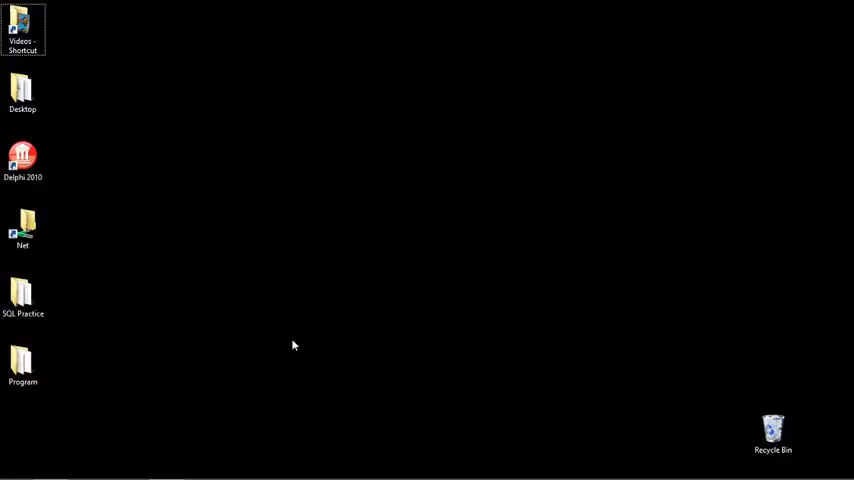 Videos -
Shortcut
Desktop
Delphi 2010
Net
SQL Practice
Program
Recycle Bin